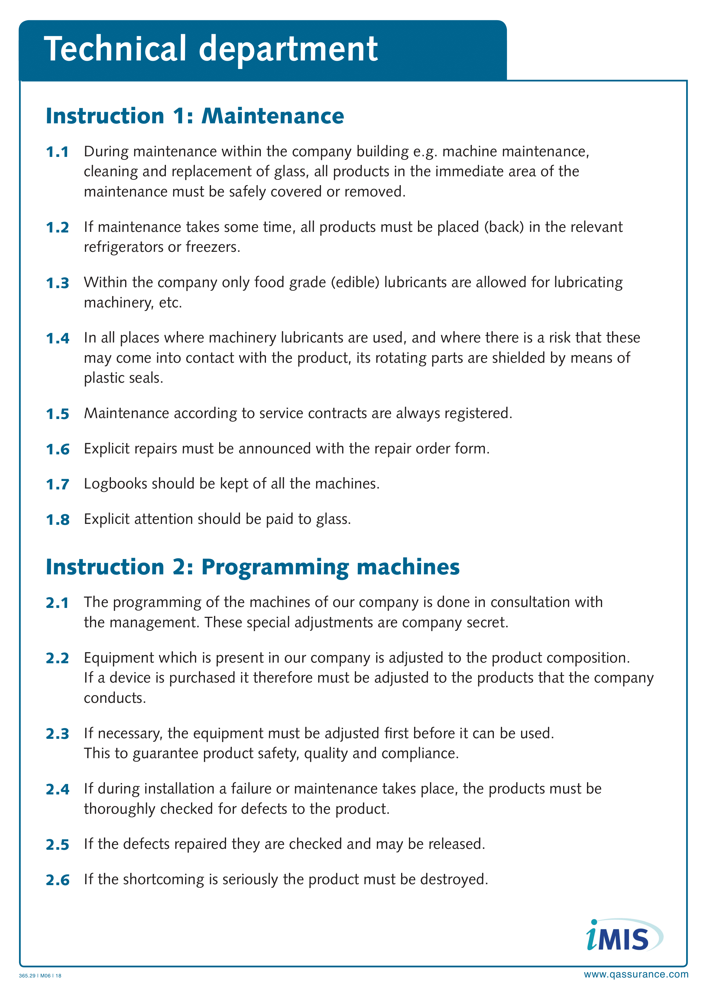 Technical department
Instruction 1: Maintenance
1.1 During maintenance within the company building e.g. machine maintenance,
cleaning and replacement of glass, all products in the immediate area of the
maintenance must be safely covered or removed.
1.2 If maintenance takes some time, all products must be placed (back) in the relevant
refrigerators or freezers.
1.3 Within the company only food grade (edible) lubricants are allowed for lubricating
machinery, etc.
1.4 In all places where machinery lubricants are used, and where there is a risk that these
may come into contact with the product, its rotating parts are shielded by means of
plastic seals.
1.5 Maintenance according to service contracts are always registered.
1.6 Explicit repairs must be announced with the repair order form.
1.7 Logbooks should be kept of all the machines.
1.8 Explicit attention should be paid to glass.
Instruction 2: Programming machines
2.1 The programming of the machines of our company is done in consultation with
the management. These special adjustments are company secret.
2.2 Equipment which is present in our company is adjusted to the product composition.
If a device is purchased it therefore must be adjusted to the products that the company
conducts.
2.3 If necessary, the equipment must be adjusted first before it can be used.
This to guarantee product safety, quality and compliance.
2.4 If during installation a failure or maintenance takes place, the products must be
thoroughly checked for defects to the product.
2.5 If the defects repaired they are checked and may be released.
2.6 If the shortcoming is seriously the product must be destroyed.
iMIS
365.29 | M06 | 18
www.qassurance.com